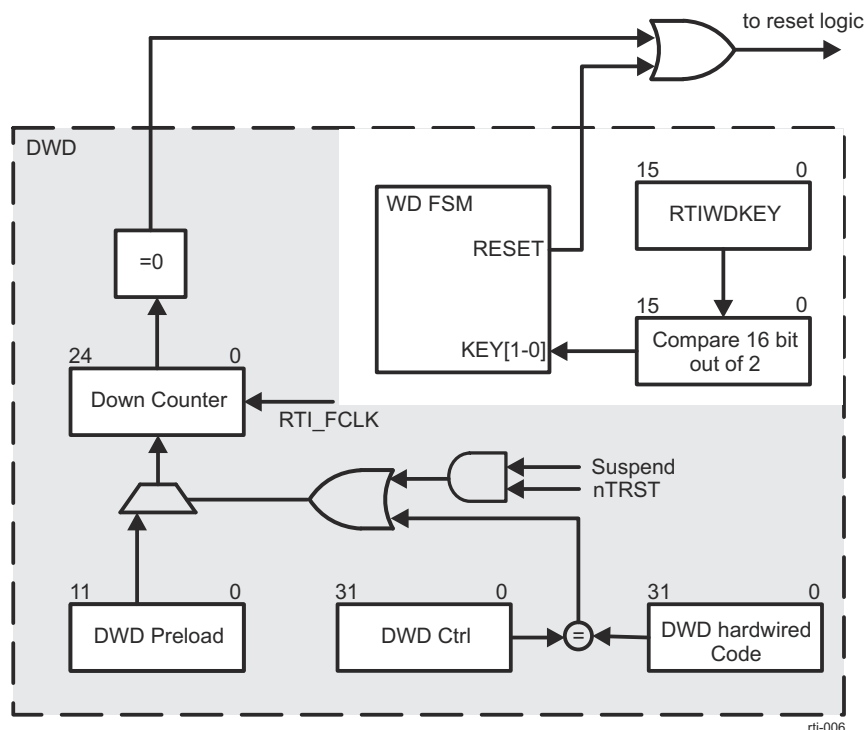 to reset logic
DWD
WD FSM
15 0
RTIWDKEY
RESET
=0
15 0
Compare 16 bit
out of 2
KEY[1-0]
24 0
Down Counter
RTI_FCLK
Suspend
nTRST
11 0
DWD Preload
31 0
DWD Ctrl
=
31 0
DWD hardwired
Code
rti-006